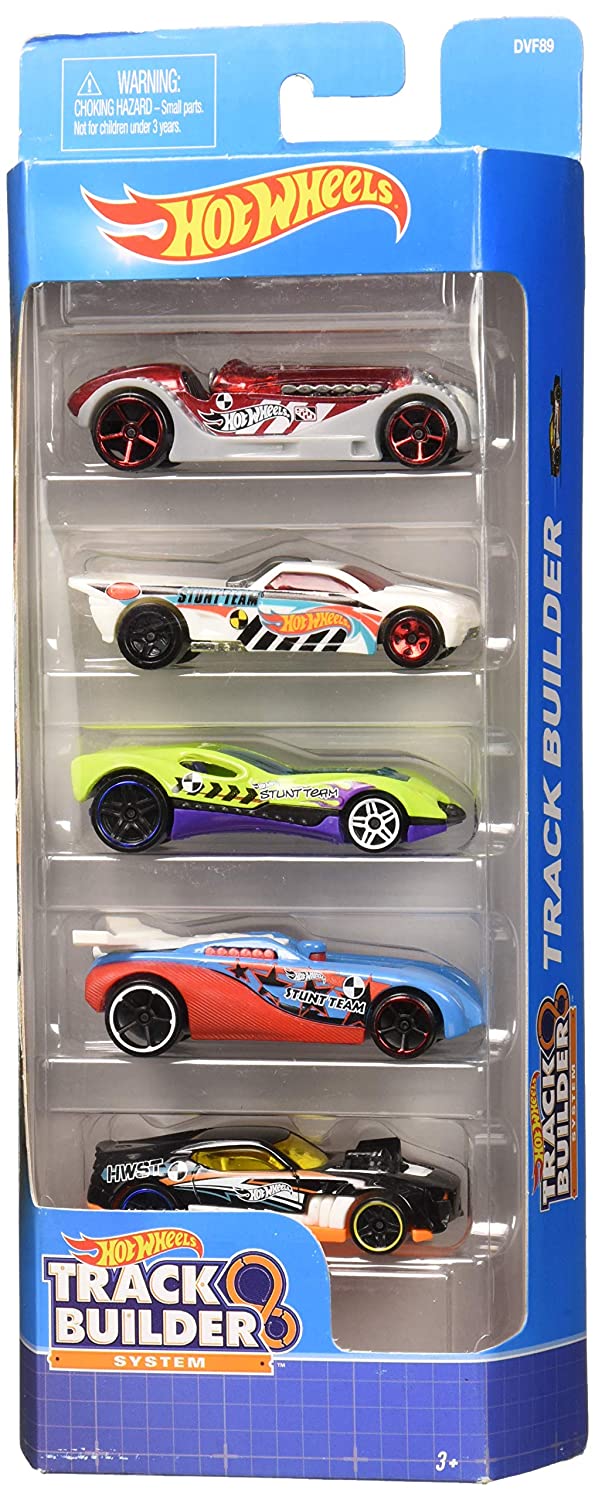 DVF89
WARNING:
CHOKING HAZARD – Small parts.
Not for children under 3 years.
HOT WHEELS
HOT WHEELS
STUNT TEAM
HOT WHEELS
STUNT TEAM
HOT WHEELS
STUNT TEAM
HWST
HOT WHEELS
TRACK BUILDER
HOT WHEELS
TRACK
BUILDER
SYSTEM
HOT WHEELS
TRACK
BUILDER
SYSTEM ™
3+